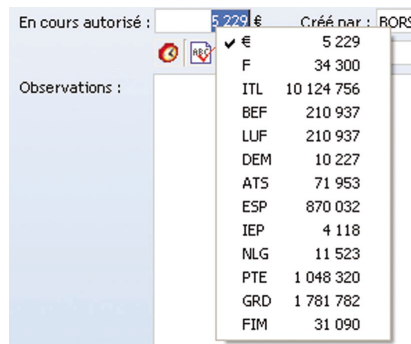 En cours autorisé : 5 229 € Créé par : BORS
✓ € 5 229
F 34 300
ABC
Observations :
ITL 10 124 756
BEF 210 937
LUF 210 937
DEM 10 227
ATS 71 953
ESP 870 032
IEP 4 118
NLG 11 523
PTE 1 048 320
GRD 1 781 782
FIM 31 090